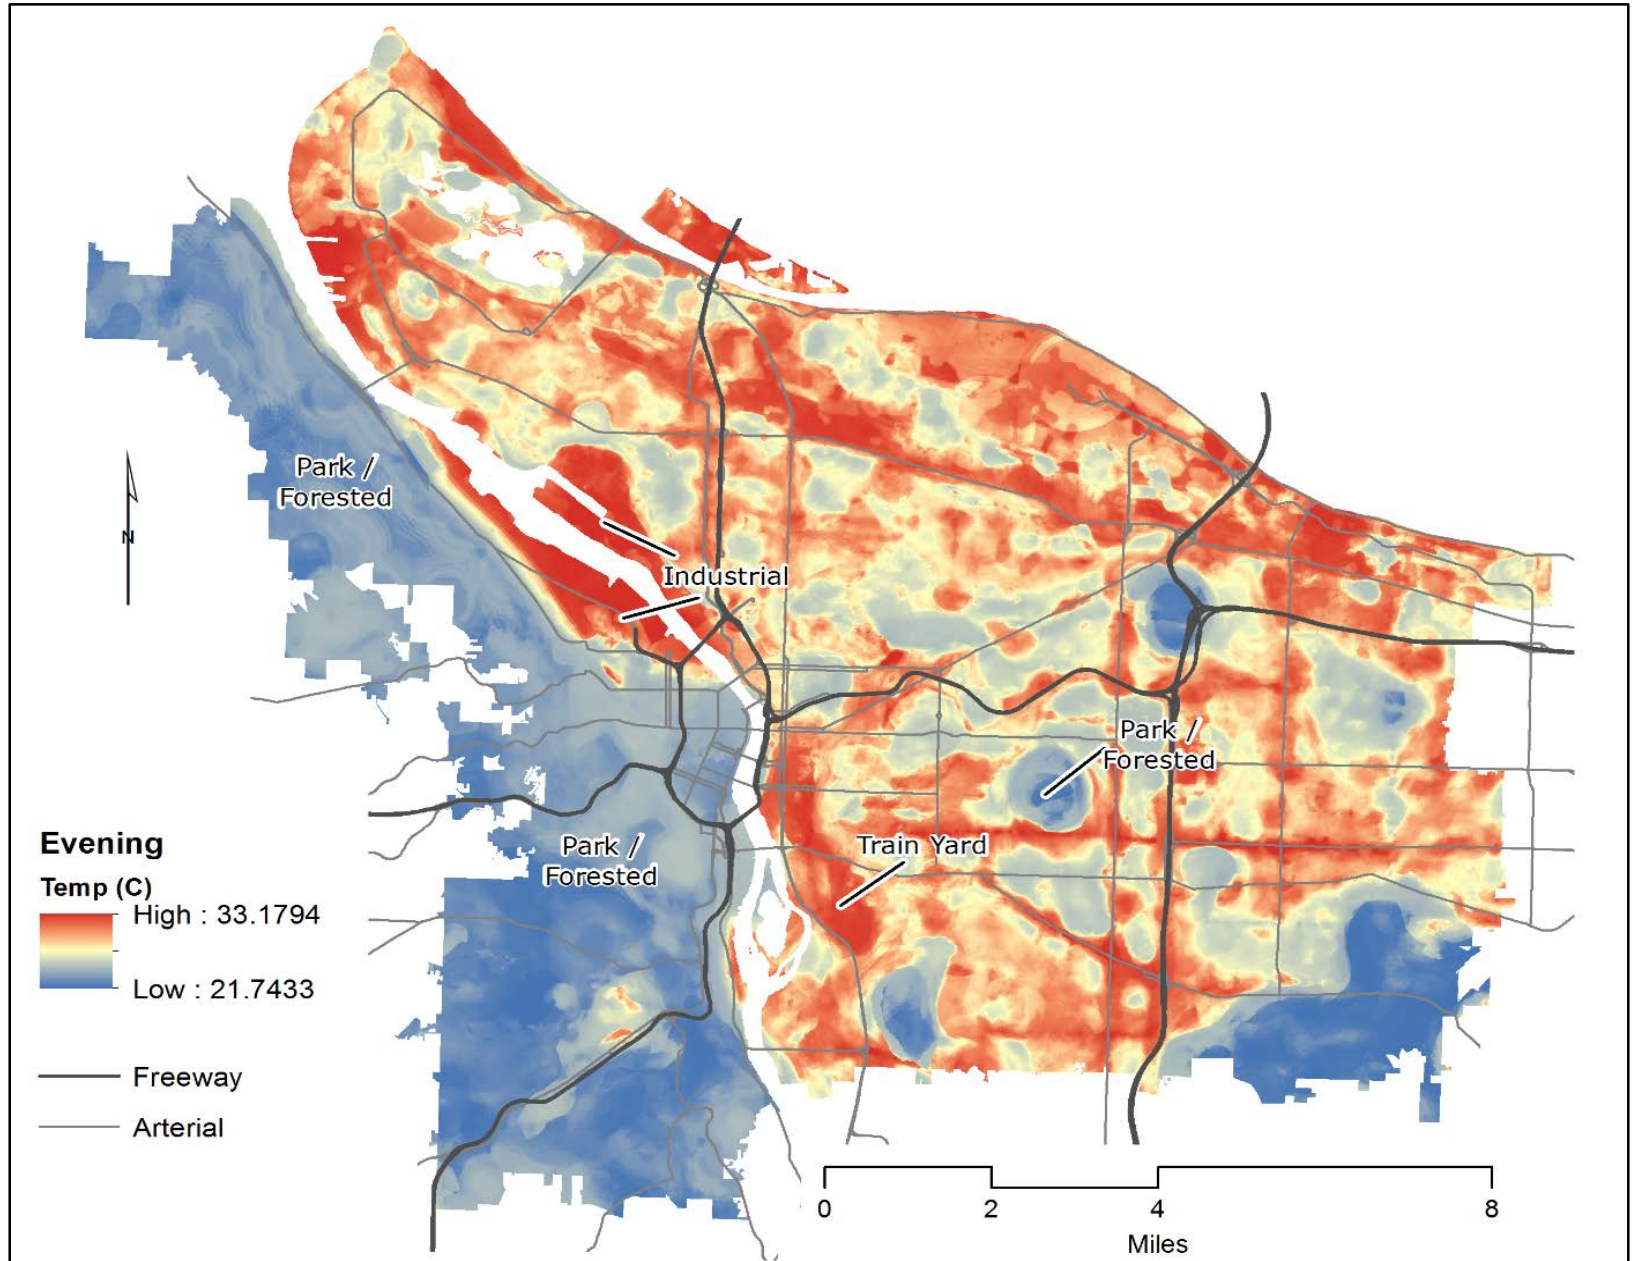 Park /
Forested
N
Industrial
Park /
Forested
Park /
Forested
Train Yard
Evening
Temp (C)
High : 33.1794
Low : 21.7433
Freeway
Arterial
0 2 4 8
Miles